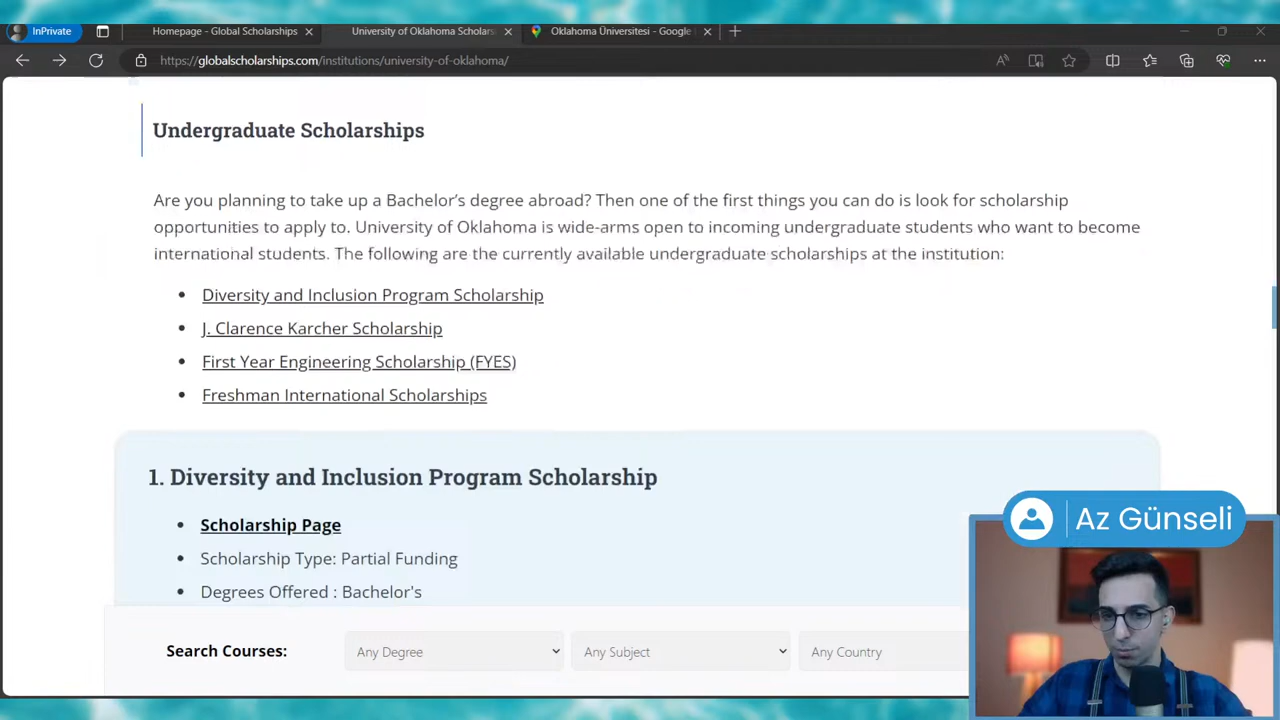 InPrivate
Homepage - Global Scholarships
University of Oklahoma Scholars
Oklahoma Üniversitesi - Google
https://globalscholarships.com/institutions/university-of-oklahoma/
Undergraduate Scholarships
Are you planning to take up a Bachelor's degree abroad? Then one of the first things you can do is look for scholarship
opportunities to apply to. University of Oklahoma is wide-arms open to incoming undergraduate students who want to become
international students. The following are the currently available undergraduate scholarships at the institution:
• Diversity and Inclusion Program Scholarship
• J. Clarence Karcher Scholarship
• First Year Engineering Scholarship (FYES)
• Freshman International Scholarships
1. Diversity and Inclusion Program Scholarship
• Scholarship Page
• Scholarship Type: Partial Funding
• Degrees Offered : Bachelor's
Search Courses:
Any Degree
Any Subject
Any Country
Az Günseli